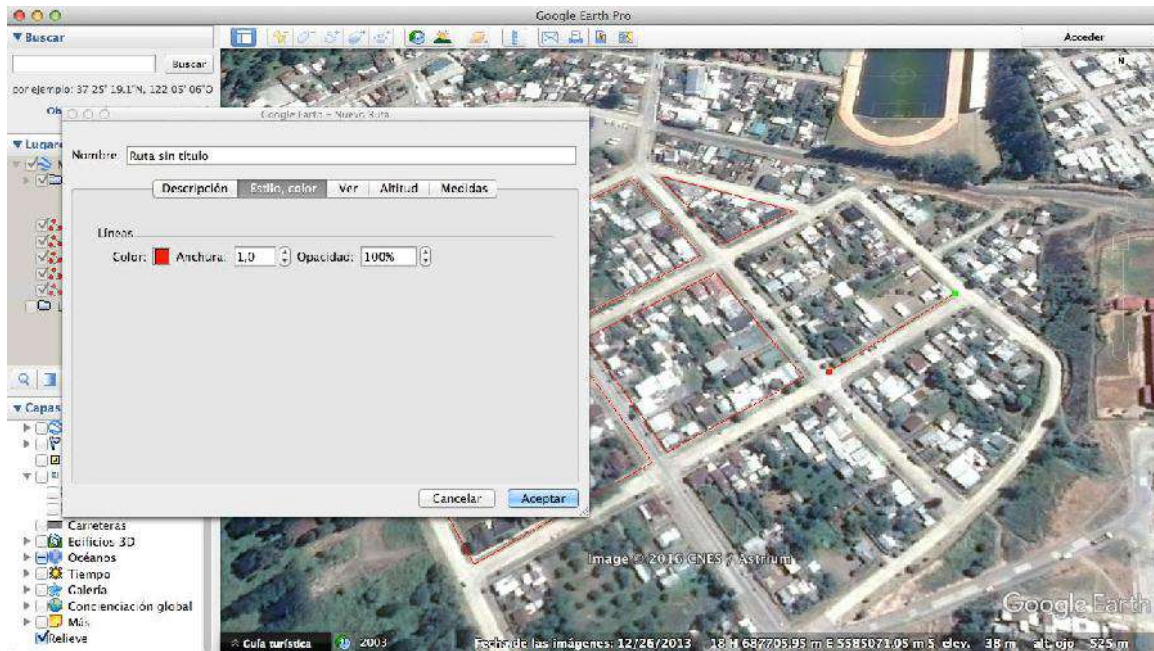 Google Earth Pro
Buscar
Acceder
Buscar
por ejemplo: 37 25' 19.1"N, 122 05' 06"O
Google Earth - Nuevo Ruta
N
Nombre: Ruta sin título
Descripción Estilo, color Ver Altitud Medidas
Líneas
Color: Anchura: 1,0 Opacidad: 100%
Cancelar Aceptar
Capas
Carreteras
Edificios 3D
Océanos
Tiempo
Galería
Concienciación global
Más
Relieve
Image © 2016 CNES / Astrium
Google Earth
Guía turística 2003 Fecha de las imágenes: 12/26/2013 18 H 687705,95 m E 5585071,05 m S elev. 38 m alt. ojo 525 m